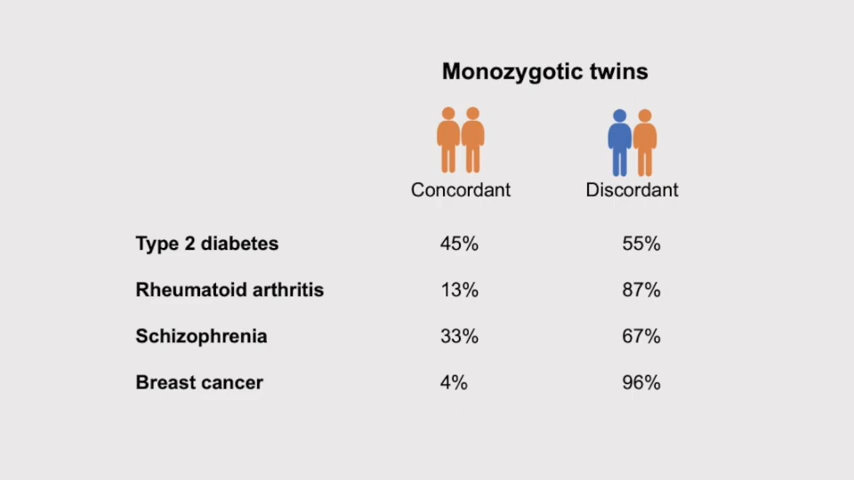 Monozygotic twins
Concordant Discordant
Type 2 diabetes 45% 55%
Rheumatoid arthritis 13% 87%
Schizophrenia 33% 67%
Breast cancer 4% 96%